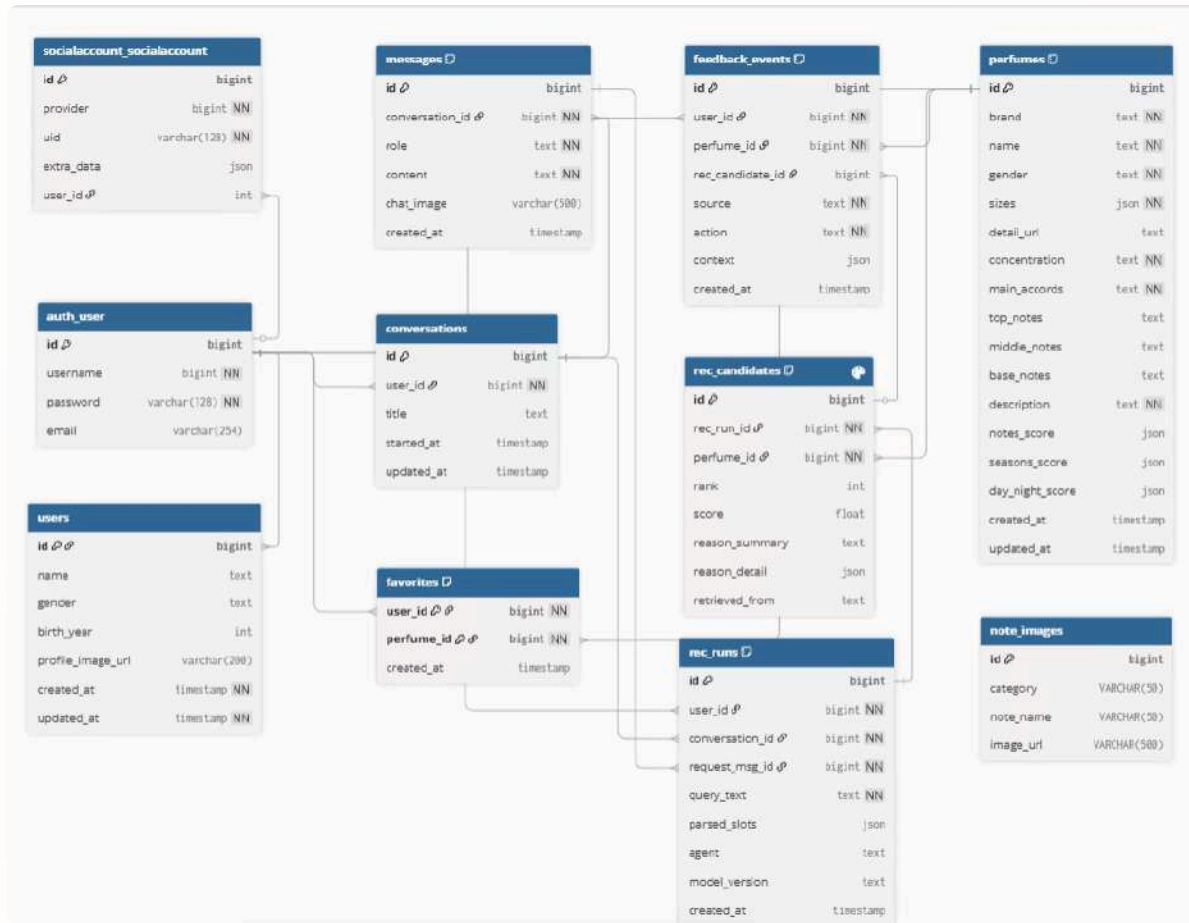 socialaccount_socialaccount
id bigint
provider bigint NN
uid varchar(128) NN
extra_data json
user_id int
auth_user
id bigint
username bigint NN
password varchar(128) NN
email varchar(254)
users
id bigint
name text
gender text
birth_year int
profile_image_url varchar(200)
created_at timestamp NN
updated_at timestamp NN
messages
id bigint
conversation_id bigint NN
role text NN
content text NN
chat_image varchar(500)
created_at timestamp
conversations
id bigint
user_id bigint NN
title text
started_at timestamp
updated_at timestamp
favorites
user_id bigint NN
perfume_id bigint NN
created_at timestamp
feedback_events
id bigint
user_id bigint NN
perfume_id bigint NN
rec_candidate_id bigint
source text NN
action text NN
context json
created_at timestamp
rec_candidates
id bigint
rec_run_id bigint NN
perfume_id bigint NN
rank int
score float
reason_summary text
reason_detail json
retrieved_from text
rec_runs
id bigint
user_id bigint NN
conversation_id bigint NN
request_msg_id bigint NN
query_text text NN
parsed_slots json
agent text
model_version text
created_at timestamp
perfumes
id bigint
brand text NN
name text NN
gender text NN
sizes json NN
detail_url text
concentration text NN
main_accords text NN
top_notes text
middle_notes text
base_notes text
description text NN
notes_score json
seasons_score json
day_night_score json
created_at timestamp
updated_at timestamp
note_images
id bigint
category VARCHAR(50)
note_name VARCHAR(50)
image_url VARCHAR(500)